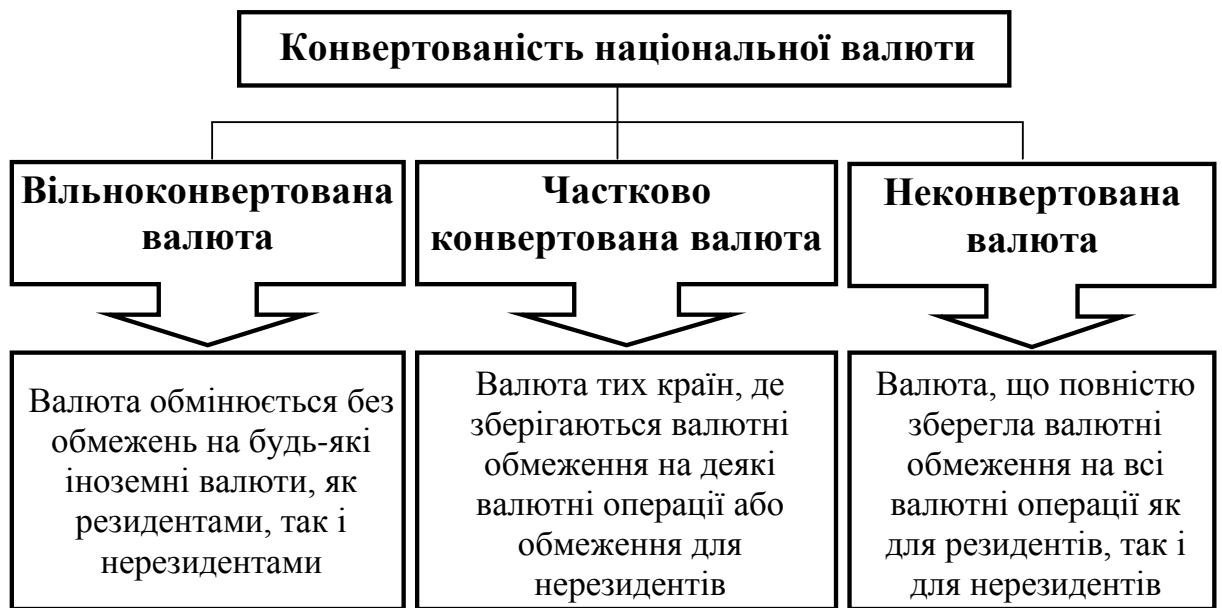 Конвертованість національної валюти
Вільноконвертована
валюта
Частково
конвертована валюта
Неконвертована
валюта
Валюта обмінюється без
обмежень на будь-які
іноземні валюти, як
резидентами, так і
нерезидентами
Валюта тих країн, де
зберігаються валютні
обмеження на деякі
валютні операції або
обмеження для
нерезидентів
Валюта, що повністю
зберегла валютні
обмеження на всі
валютні операції як
для резидентів, так і
для нерезидентів